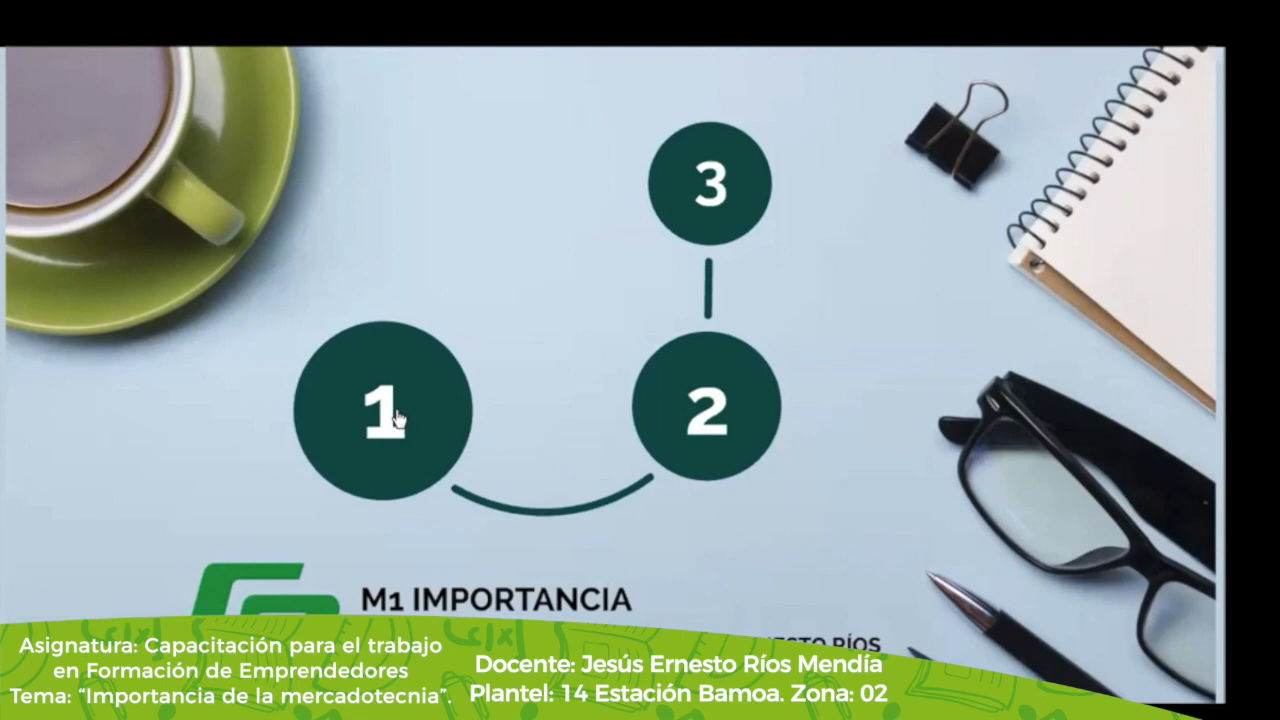 3
1
2
M1 IMPORTANCIA
RÍOS
Asignatura: Capacitación para el trabajo
en Formación de Emprendedores
Tema: “Importancia de la mercadotecnia”.
Docente: Jesús Ernesto Ríos Mendía
Plantel: 14 Estación Bamoa. Zona: 02